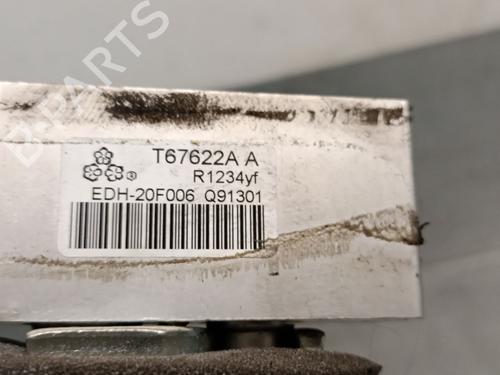 B-PARTS
T67622A A
R1234yf
EDH-20F006 Q91301